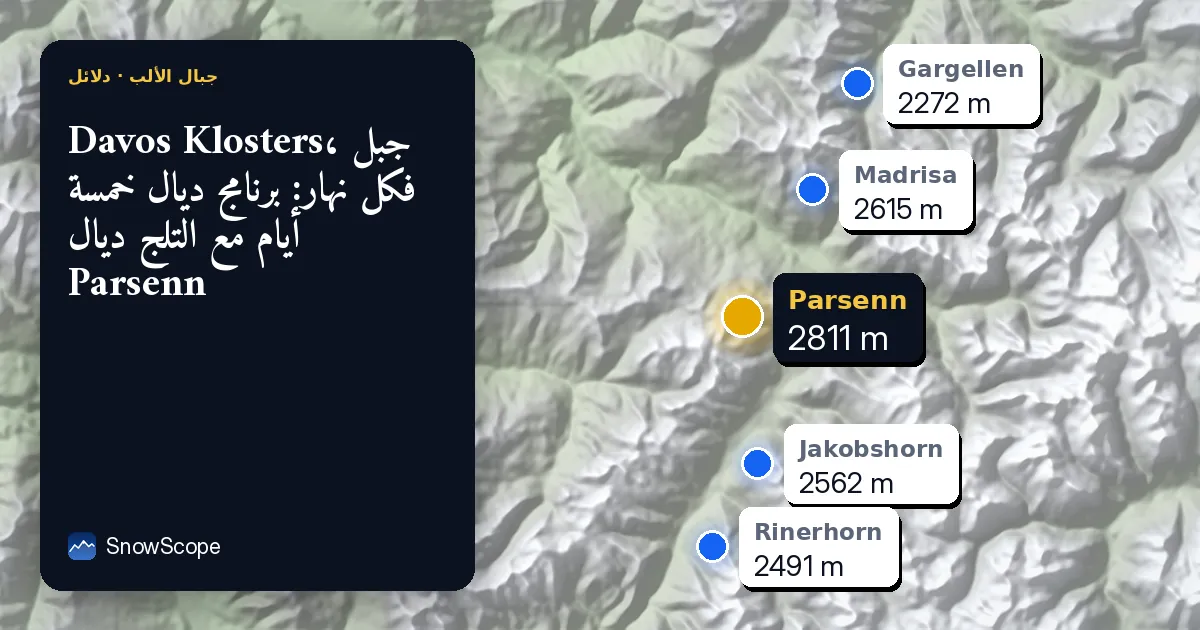 جبال الألب · دلائل
Davos Klosters، جبل
فكل نهار: برنامج ديال خمسة
أيام مع التلج ديال
Parsenn
SnowScope
Gargellen
2272 m
Madrisa
2615 m
Parsenn
2811 m
Jakobshorn
2562 m
Rinerhorn
2491 m